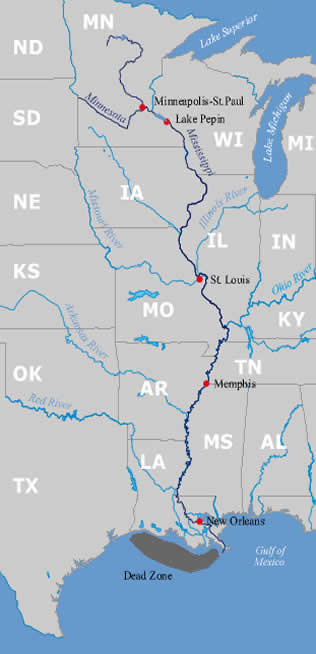 MN
ND
Lake Superior
Minneapolis-St. Paul
Minnesota
SD
Lake Pepin
Mississippi
WI
Lake Michigan
MI
NE
IA
Missouri River
Illinois River
IL
IN
KS
St. Louis
Ohio River
MO
KY
Arkansas River
TN
OK
AR
Memphis
Red River
MS
AL
LA
TX
New Orleans
Gulf of
Mexico
Dead Zone